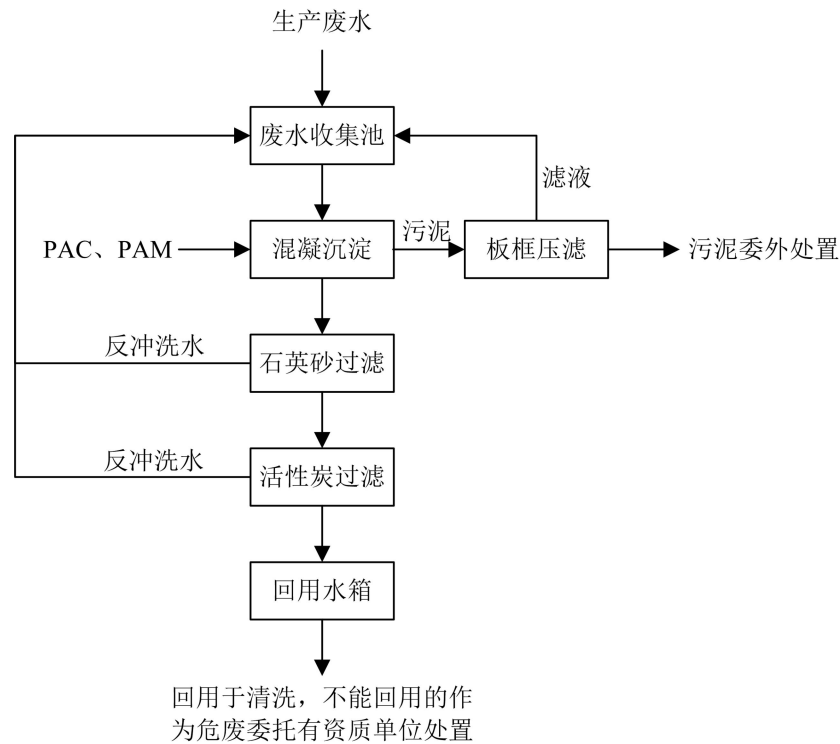 生产废水
废水收集池
滤液
PAC、PAM
混凝沉淀
污泥
板框压滤
污泥委外处置
反冲洗水
石英砂过滤
反冲洗水
活性炭过滤
回用水箱
回用于清洗，不能回用的作
为危废委托有资质单位处置